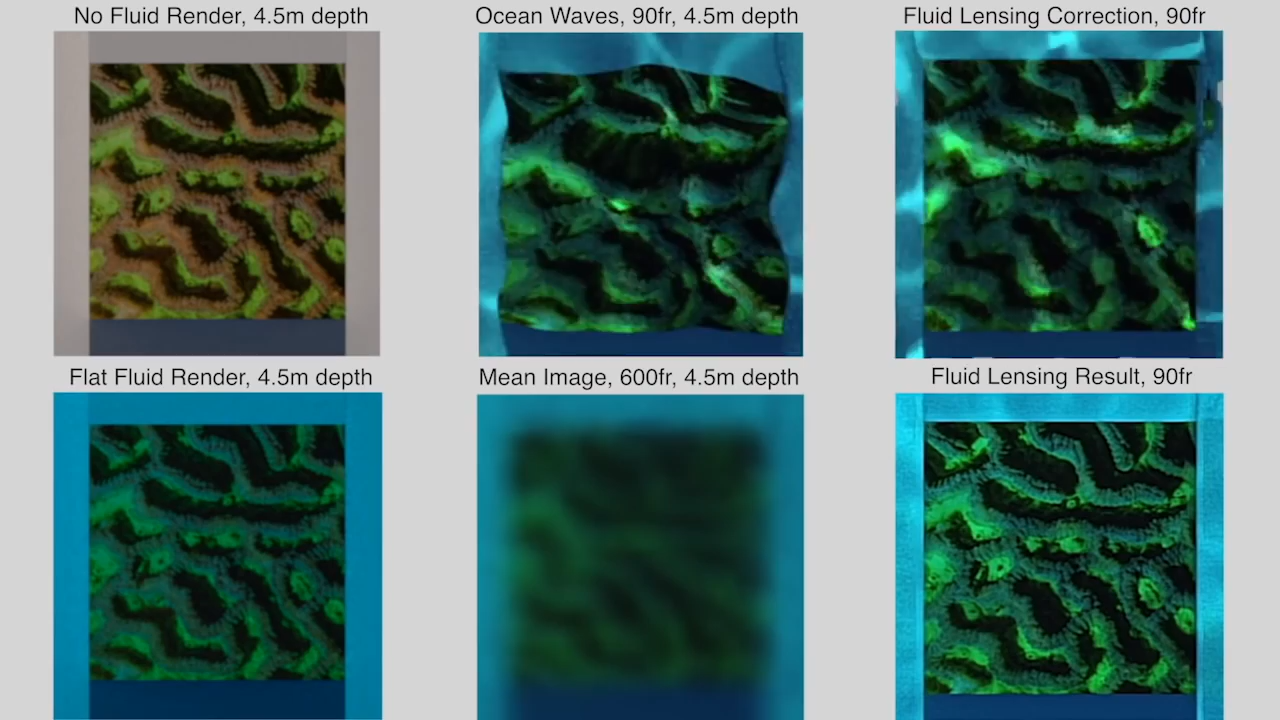 No Fluid Render, 4.5m depth
Ocean Waves, 90fr, 4.5m depth
Fluid Lensing Correction, 90fr
Flat Fluid Render, 4.5m depth
Mean Image, 600fr, 4.5m depth
Fluid Lensing Result, 90fr